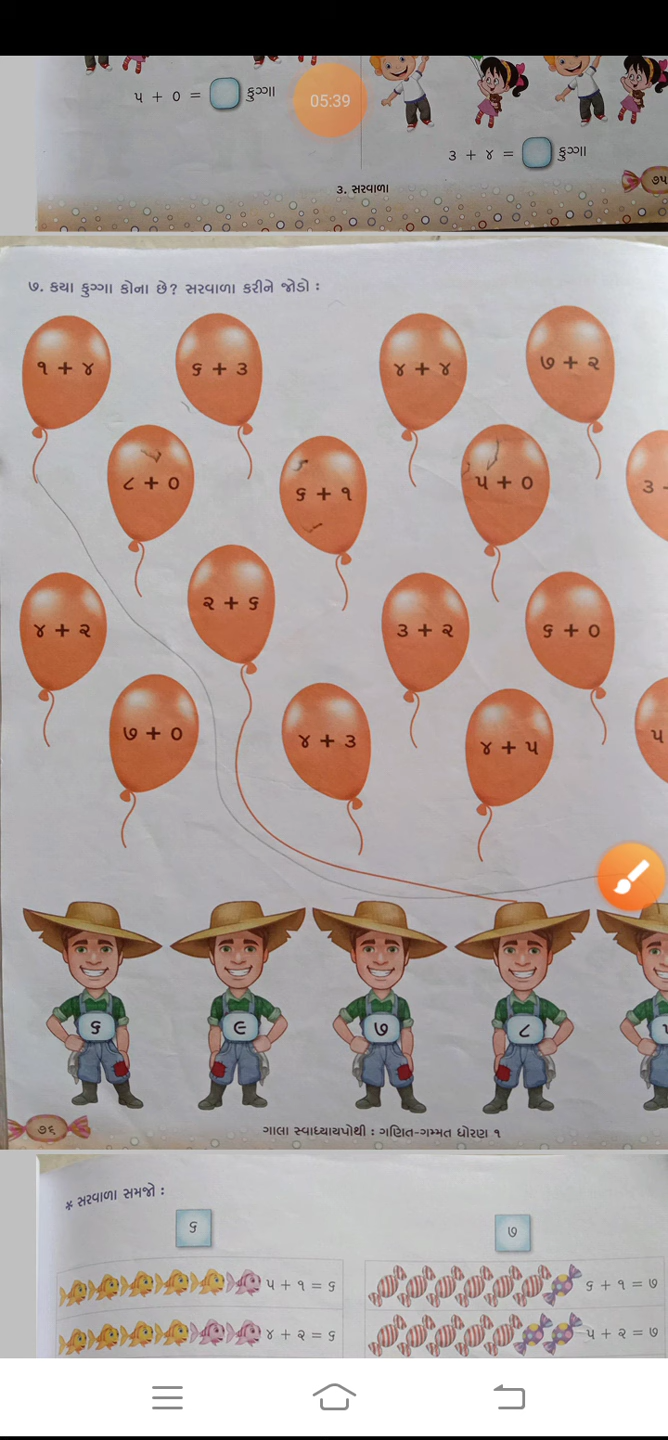 ૫ + ૦ = કુગ્ગા
05:39
૩ + ૪ = કુગ્ગા
3. સરવાળા
૭૫
૭. કયા ફુગ્ગા કોના છે? સરવાળા કરીને જોડો :
૧ + ૪
૬ + ૩
૪ + ૪
૭ + ૨
૮ + ૦
૬ + ૧
૫ + ૦
૩ -
૪ + ૨
૨ + ૬
૩ + ૨
૬ + ૦
૭ + ૦
૪ + ૩
૪ + ૫
૫
૬
૯
૭
૮
૭૬
ગાલા સ્વાધ્યાયપોથી : ગણિત-ગમ્મત ધોરણ ૧
* સરવાળા સમજો :
૬
૭
૫ + ૧ = ૬
૬ + ૧ = ૭
૪ + ૨ = ૬
૫ + ૨ = ૭